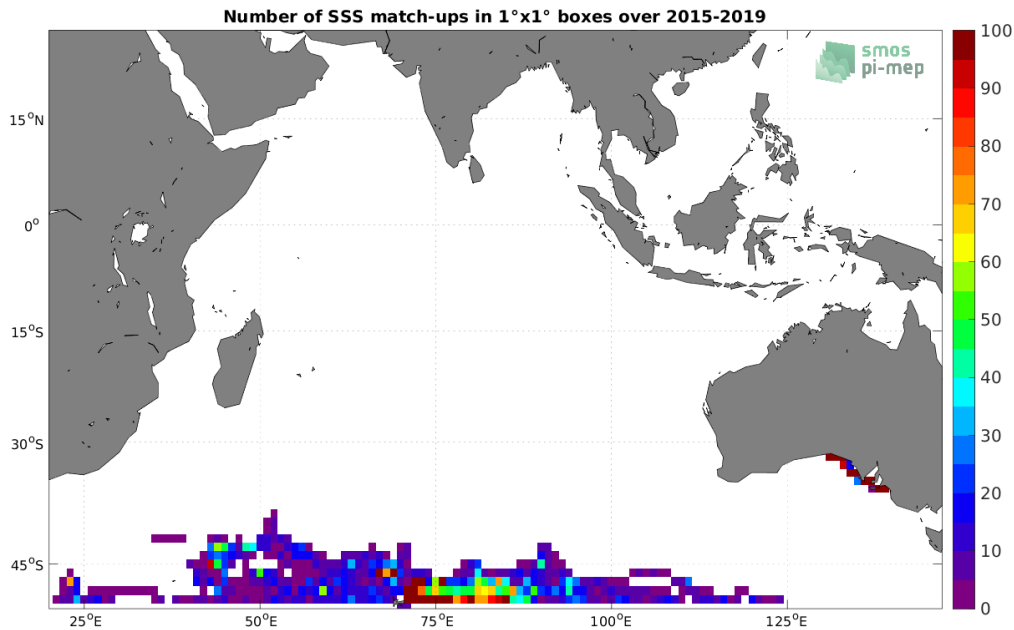 Number of SSS match-ups in 1°x1° boxes over 2015-2019
smos
pi-mep
100
90
80
70
60
50
40
30
20
10
0
15°N
0°
15°S
30°S
45°S
25°E
50°E
75°E
100°E
125°E